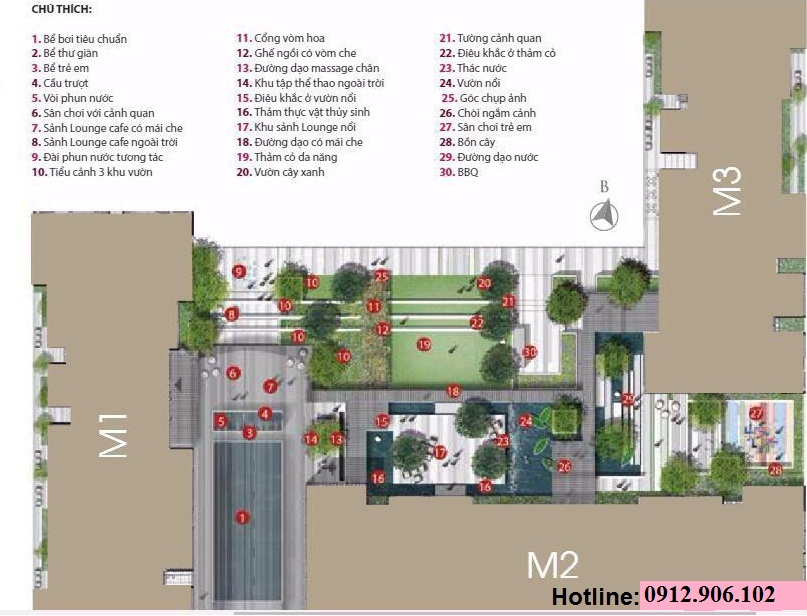 CHÚ THÍCH:
1. Bể bơi tiêu chuẩn
2. Bể thư giãn
3. Bể trẻ em
4. Cầu trượt
5. Vòi phun nước
6. Sân chơi với cảnh quan
7. Sảnh Lounge cafe có mái che
8. Sảnh Lounge cafe ngoài trời
9. Đài phun nước tương tác
10. Tiểu cảnh 3 khu vườn
11. Cổng vòm hoa
12. Ghế ngồi có vòm che
13. Đường dạo massage chân
14. Khu tập thể thao ngoài trời
15. Điêu khắc ở vườn nổi
16. Thảm thực vật thủy sinh
17. Khu sảnh Lounge nổi
18. Đường dạo có mái che
19. Thảm cỏ đa năng
20. Vườn cây xanh
21. Tường cảnh quan
22. Điêu khắc ở thảm cỏ
23. Thác nước
24. Vườn nổi
25. Góc chụp ảnh
26. Chòi ngắm cảnh
27. Sân chơi trẻ em
28. Bồn cây
29. Đường dạo nước
30. BBQ
B
M3
9
10
25
20
10
11
21
8
22
12
10
19
10
30
6
7
18
29
4
5
15
24
27
3
14
13
23
17
26
28
16
16
1
M1
M2
Hotline: 0912.906.102